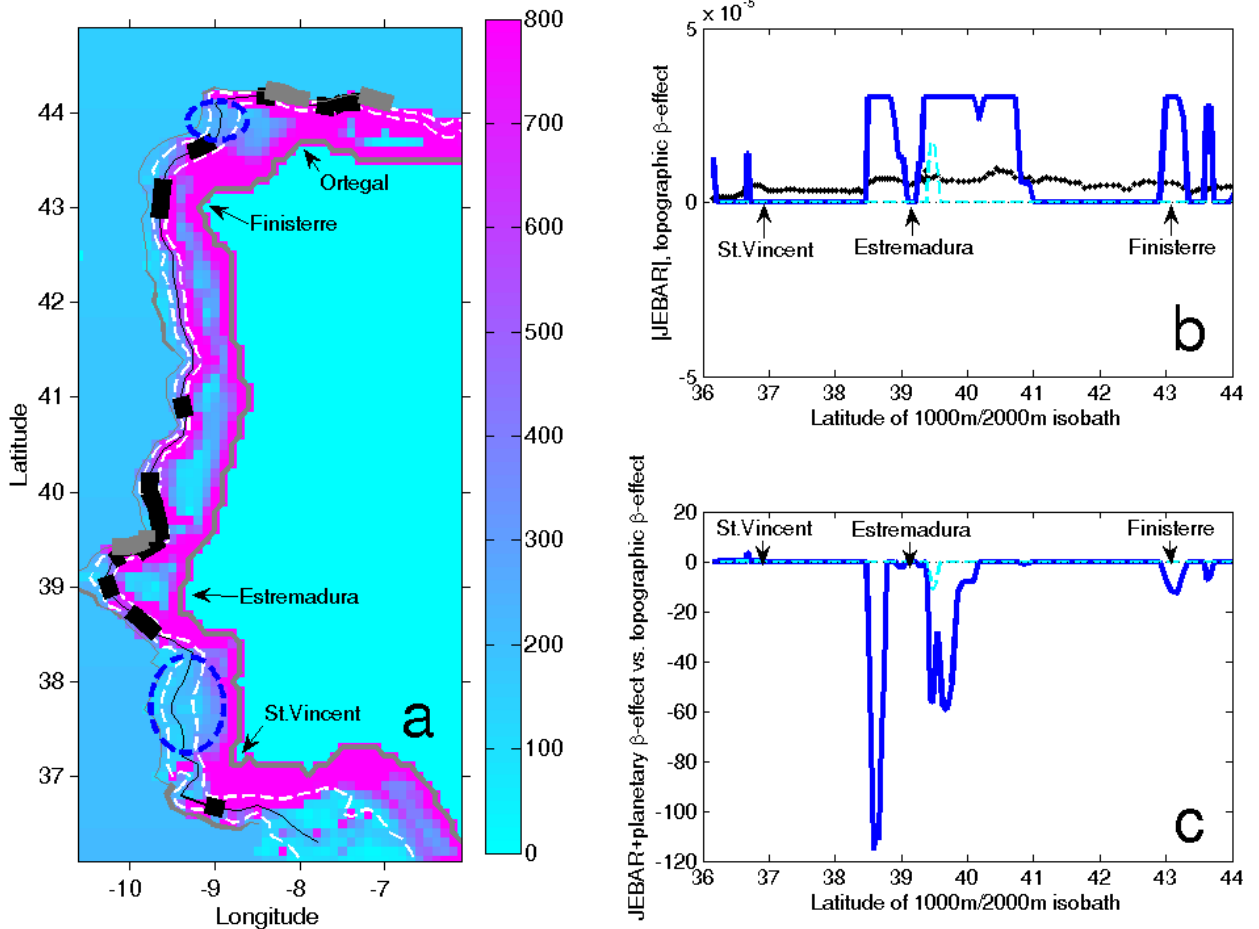 800
700
600
500
400
300
200
100
0
44
43
42
41
40
39
38
37
Latitude
-10
-9
-8
-7
Longitude
Ortegal
Finisterre
Estremadura
St.Vincent
a
× 10⁻⁵
5
0
-5
|JEBAR|, topographic β-effect
St.Vincent
Estremadura
Finisterre
b
36
37
38
39
40
41
42
43
44
Latitude of 1000m/2000m isobath
20
0
-20
-40
-60
-80
-100
-120
JEBAR+planetary β-effect vs. topographic β-effect
St.Vincent
Estremadura
Finisterre
c
36
37
38
39
40
41
42
43
44
Latitude of 1000m/2000m isobath